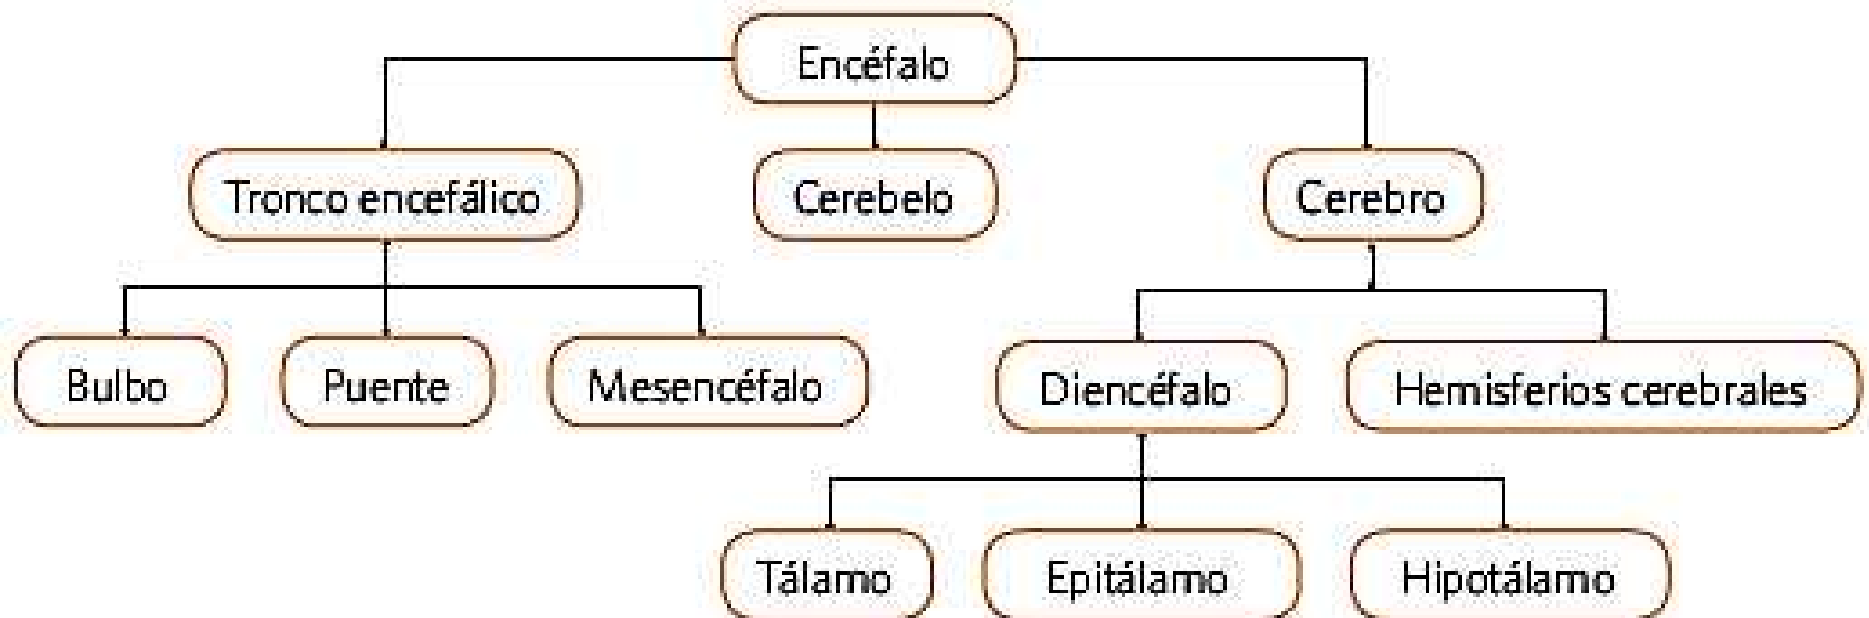 Encéfalo
Tronco encefálico
Cerebelo
Cerebro
Bulbo
Puente
Mesencéfalo
Diencéfalo
Hemisferios cerebrales
Tálamo
Epitálamo
Hipotálamo